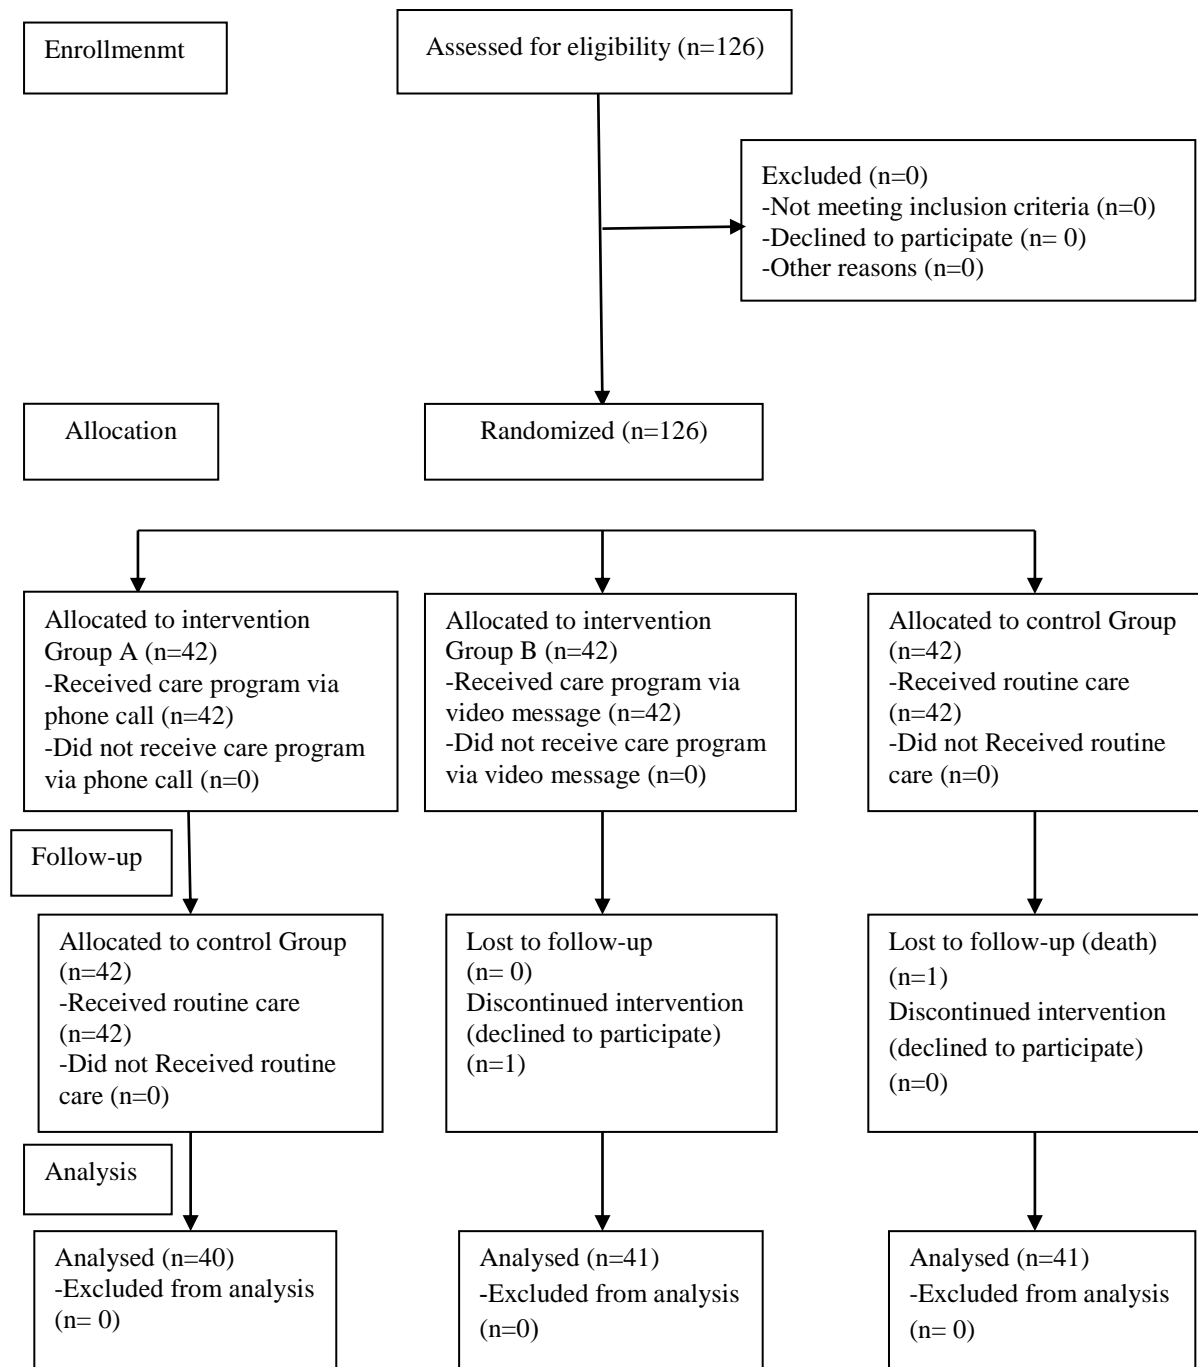 Enrollmenmt
Assessed for eligibility (n=126)
Excluded (n=0)
-Not meeting inclusion criteria (n=0)
-Declined to participate (n= 0)
-Other reasons (n=0)
Allocation
Randomized (n=126)
Allocated to intervention
Group A (n=42)
-Received care program via
phone call (n=42)
-Did not receive care program
via phone call (n=0)
Allocated to intervention
Group B (n=42)
-Received care program via
video message (n=42)
-Did not receive care program
via video message (n=0)
Allocated to control Group
(n=42)
-Received routine care
(n=42)
-Did not Received routine
care (n=0)
Follow-up
Allocated to control Group
(n=42)
-Received routine care
(n=42)
-Did not Received routine
care (n=0)
Lost to follow-up
(n= 0)
Discontinued intervention
(declined to participate)
(n=1)
Lost to follow-up (death)
(n=1)
Discontinued intervention
(declined to participate)
(n=0)
Analysis
Analysed (n=40)
-Excluded from analysis
(n= 0)
Analysed (n=41)
-Excluded from analysis
(n=0)
Analysed (n=41)
-Excluded from analysis
(n= 0)